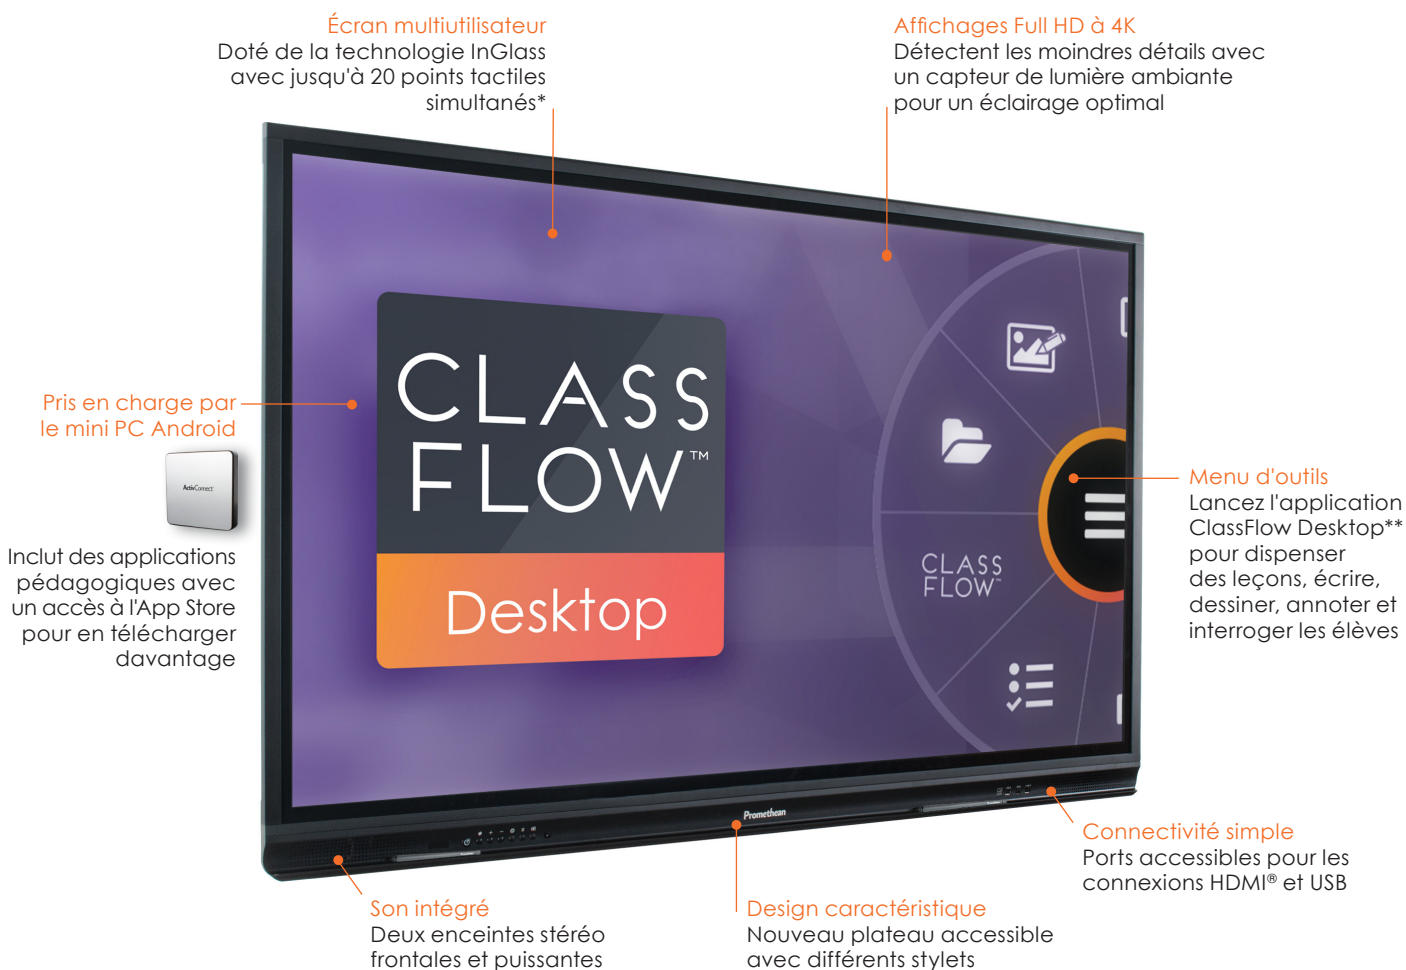 Écran multiutilisateur
Doté de la technologie InGlass
avec jusqu'à 20 points tactiles
simultanés*
Affichages Full HD à 4K
Détectent les moindres détails avec
un capteur de lumière ambiante
pour un éclairage optimal
Pris en charge par
le mini PC Android
ActivConnect
Inclut des applications
pédagogiques avec
un accès à l'App Store
pour en télécharger
davantage
CLASS
FLOW™
Desktop
CLASS
FLOW™
Menu d'outils
Lancez l'application
ClassFlow Desktop**
pour dispenser
des leçons, écrire,
dessiner, annoter et
interroger les élèves
Promethean
Connectivité simple
Ports accessibles pour les
connexions HDMI® et USB
Son intégré
Deux enceintes stéréo
frontales et puissantes
Design caractéristique
Nouveau plateau accessible
avec différents stylets